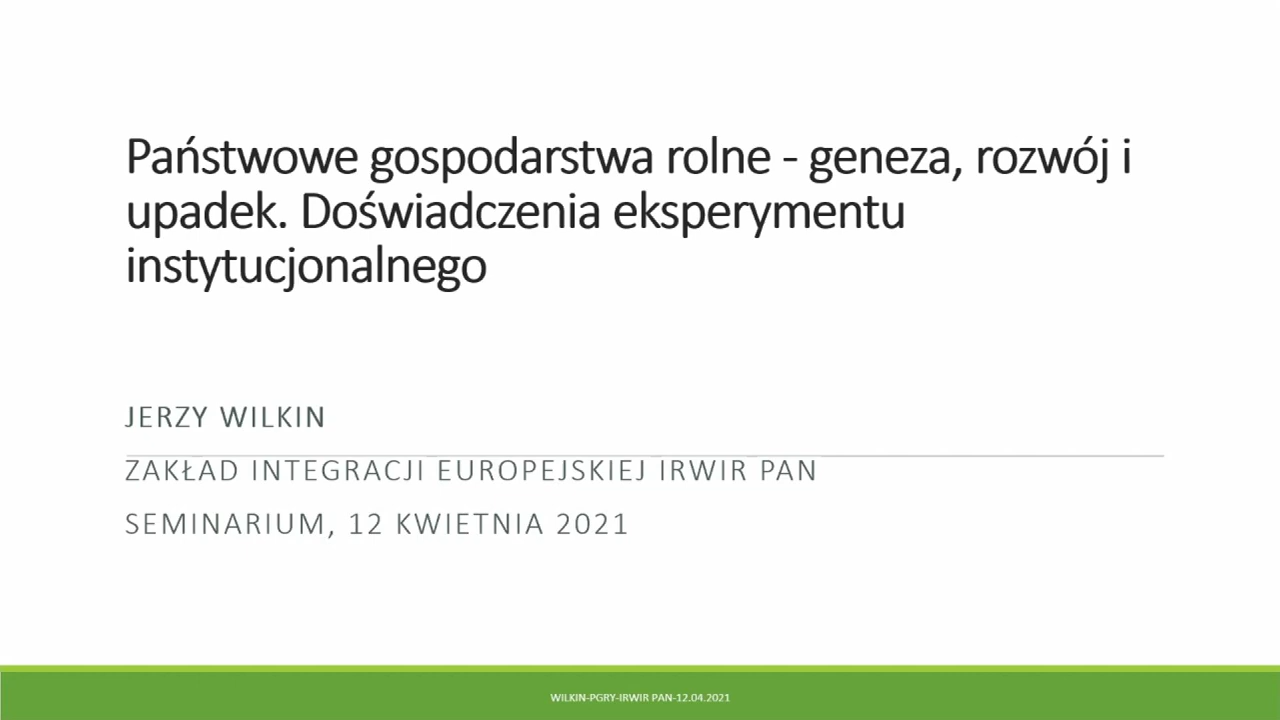 Państwowe gospodarstwa rolne - geneza, rozwój i
upadek. Doświadczenia eksperymentu
instytucjonalnego
JERZY WILKIN
ZAKŁAD INTEGRACJI EUROPEJSKIEJ IRWIR PAN
SEMINARIUM, 12 KWIETNIA 2021
WILKIN-PGRY-IRWIR PAN-12.04.2021